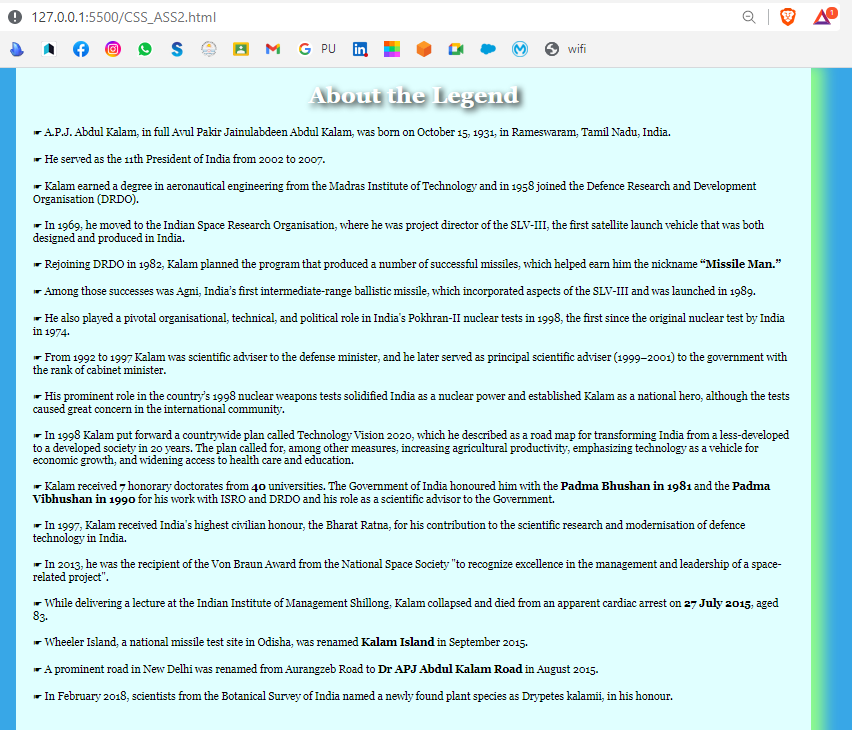 127.0.0.1:5500/CSS_ASS2.html
1
PU
wifi
About the Legend
☛ A.P.J. Abdul Kalam, in full Avul Pakir Jainulabdeen Abdul Kalam, was born on October 15, 1931, in Rameswaram, Tamil Nadu, India.
☛ He served as the 11th President of India from 2002 to 2007.
☛ Kalam earned a degree in aeronautical engineering from the Madras Institute of Technology and in 1958 joined the Defence Research and Development
Organisation (DRDO).
☛ In 1969, he moved to the Indian Space Research Organisation, where he was project director of the SLV-III, the first satellite launch vehicle that was both
designed and produced in India.
☛ Rejoining DRDO in 1982, Kalam planned the program that produced a number of successful missiles, which helped earn him the nickname “Missile Man.”
☛ Among those successes was Agni, India’s first intermediate-range ballistic missile, which incorporated aspects of the SLV-III and was launched in 1989.
☛ He also played a pivotal organisational, technical, and political role in India's Pokhran-II nuclear tests in 1998, the first since the original nuclear test by India
in 1974.
☛ From 1992 to 1997 Kalam was scientific adviser to the defense minister, and he later served as principal scientific adviser (1999–2001) to the government with
the rank of cabinet minister.
☛ His prominent role in the country’s 1998 nuclear weapons tests solidified India as a nuclear power and established Kalam as a national hero, although the tests
caused great concern in the international community.
☛ In 1998 Kalam put forward a countrywide plan called Technology Vision 2020, which he described as a road map for transforming India from a less-developed
to a developed society in 20 years. The plan called for, among other measures, increasing agricultural productivity, emphasizing technology as a vehicle for
economic growth, and widening access to health care and education.
☛ Kalam received 7 honorary doctorates from 40 universities. The Government of India honoured him with the Padma Bhushan in 1981 and the Padma
Vibhushan in 1990 for his work with ISRO and DRDO and his role as a scientific advisor to the Government.
☛ In 1997, Kalam received India's highest civilian honour, the Bharat Ratna, for his contribution to the scientific research and modernisation of defence
technology in India.
☛ In 2013, he was the recipient of the Von Braun Award from the National Space Society "to recognize excellence in the management and leadership of a space-
related project".
☛ While delivering a lecture at the Indian Institute of Management Shillong, Kalam collapsed and died from an apparent cardiac arrest on 27 July 2015, aged
83.
☛ Wheeler Island, a national missile test site in Odisha, was renamed Kalam Island in September 2015.
☛ A prominent road in New Delhi was renamed from Aurangzeb Road to Dr APJ Abdul Kalam Road in August 2015.
☛ In February 2018, scientists from the Botanical Survey of India named a newly found plant species as Drypetes kalamii, in his honour.